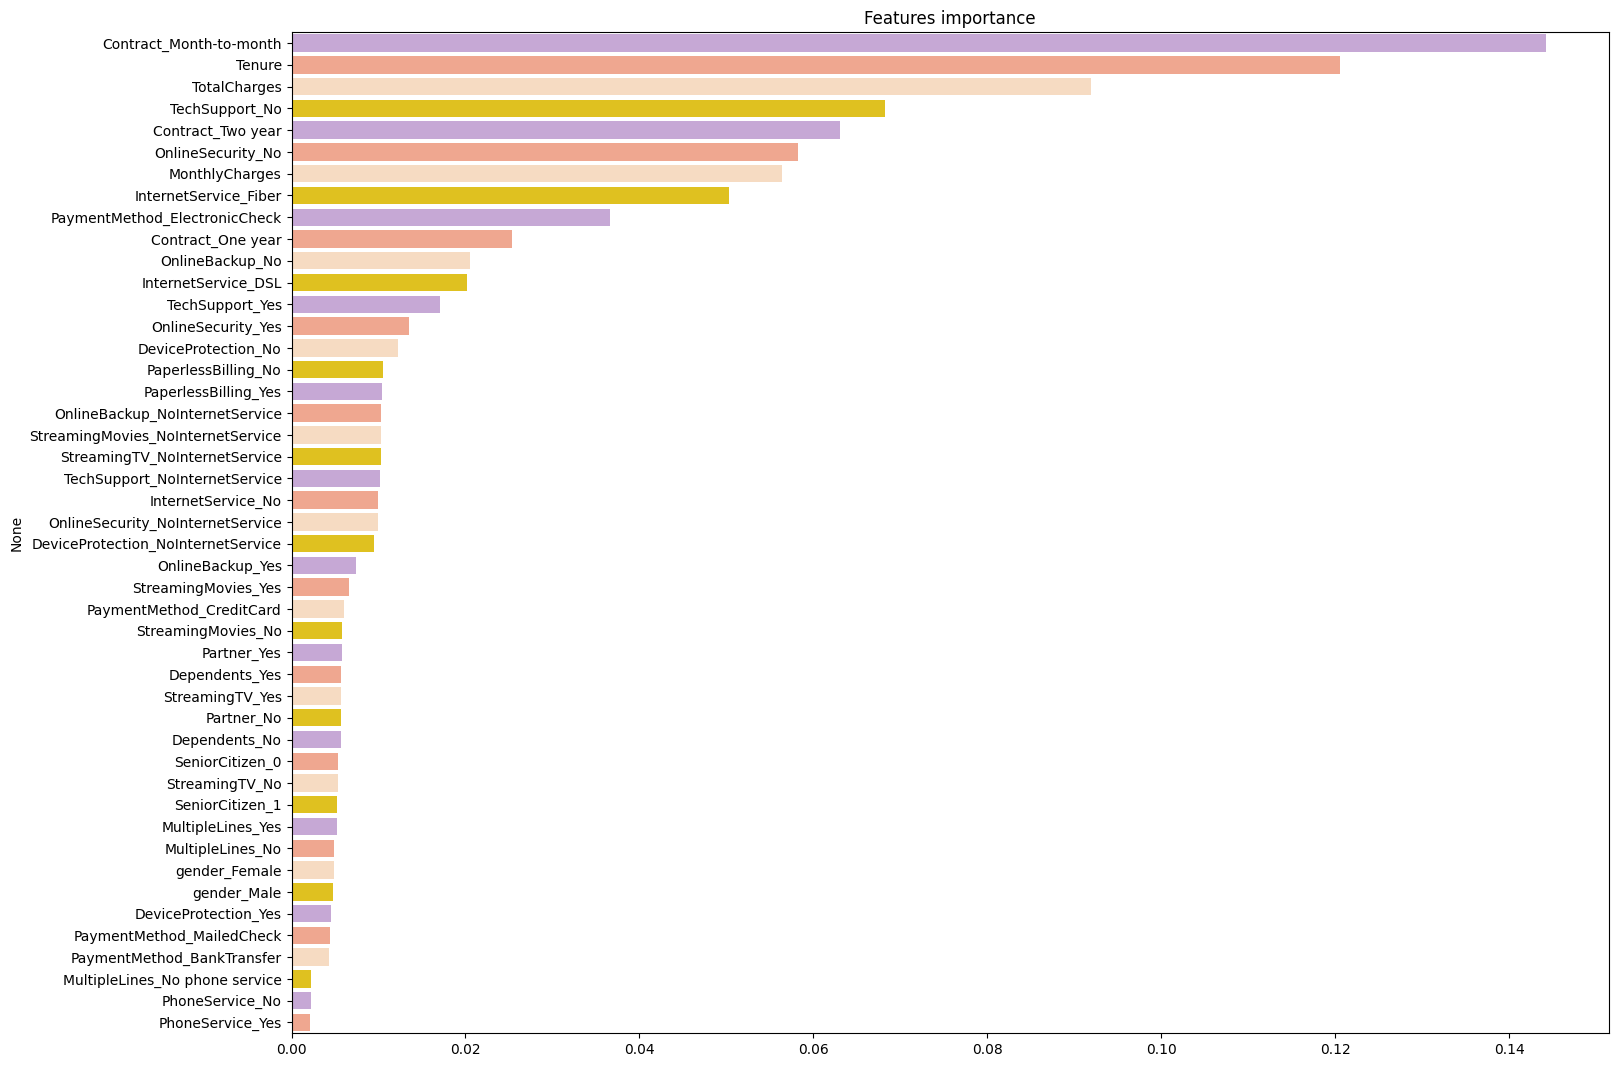 Features importance
Contract_Month-to-month
Tenure
TotalCharges
TechSupport_No
Contract_Two year
OnlineSecurity_No
MonthlyCharges
InternetService_Fiber
PaymentMethod_ElectronicCheck
Contract_One year
OnlineBackup_No
InternetService_DSL
TechSupport_Yes
OnlineSecurity_Yes
DeviceProtection_No
PaperlessBilling_No
PaperlessBilling_Yes
OnlineBackup_NoInternetService
StreamingMovies_NoInternetService
StreamingTV_NoInternetService
TechSupport_NoInternetService
InternetService_No
OnlineSecurity_NoInternetService
DeviceProtection_NoInternetService
OnlineBackup_Yes
StreamingMovies_Yes
PaymentMethod_CreditCard
StreamingMovies_No
Partner_Yes
Dependents_Yes
StreamingTV_Yes
Partner_No
Dependents_No
SeniorCitizen_0
StreamingTV_No
SeniorCitizen_1
MultipleLines_Yes
MultipleLines_No
gender_Female
gender_Male
DeviceProtection_Yes
PaymentMethod_MailedCheck
PaymentMethod_BankTransfer
MultipleLines_No phone service
PhoneService_No
PhoneService_Yes
None
0.00 0.02 0.04 0.06 0.08 0.10 0.12 0.14